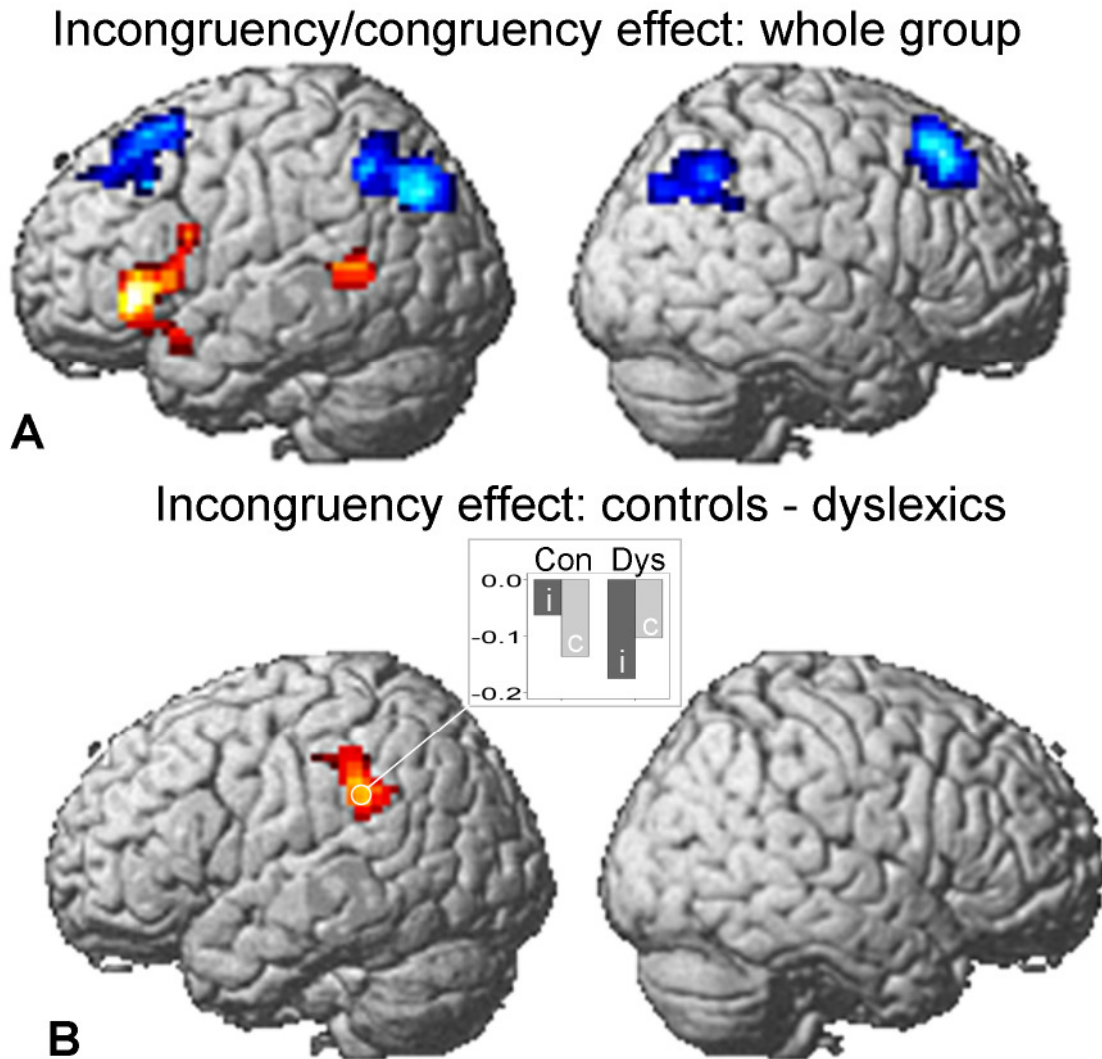 Incongruency/congruency effect: whole group
A
Incongruency effect: controls - dyslexics
Con Dys
0.0
i
c
i
c
-0.1
-0.2
B